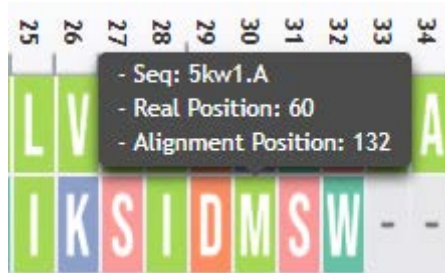 25 26 27 28 29 30 31 32 33 34
L V A
- Seq: 5kw1.A
- Real Position: 60
- Alignment Position: 132
I K S I D M S W - -